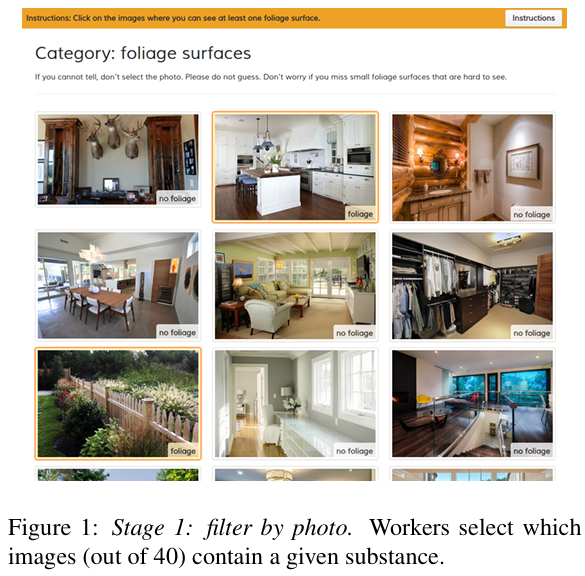 Instructions: Click on the images where you can see at least one foliage surface.
Instructions
Category: foliage surfaces
If you cannot tell, don't select the photo. Please do not guess. Don't worry if you miss small foliage surfaces that are hard to see.
no foliage
foliage
no foliage
no foliage
no foliage
no foliage
foliage
no foliage
no foliage
Figure 1: Stage 1: filter by photo. Workers select which
images (out of 40) contain a given substance.